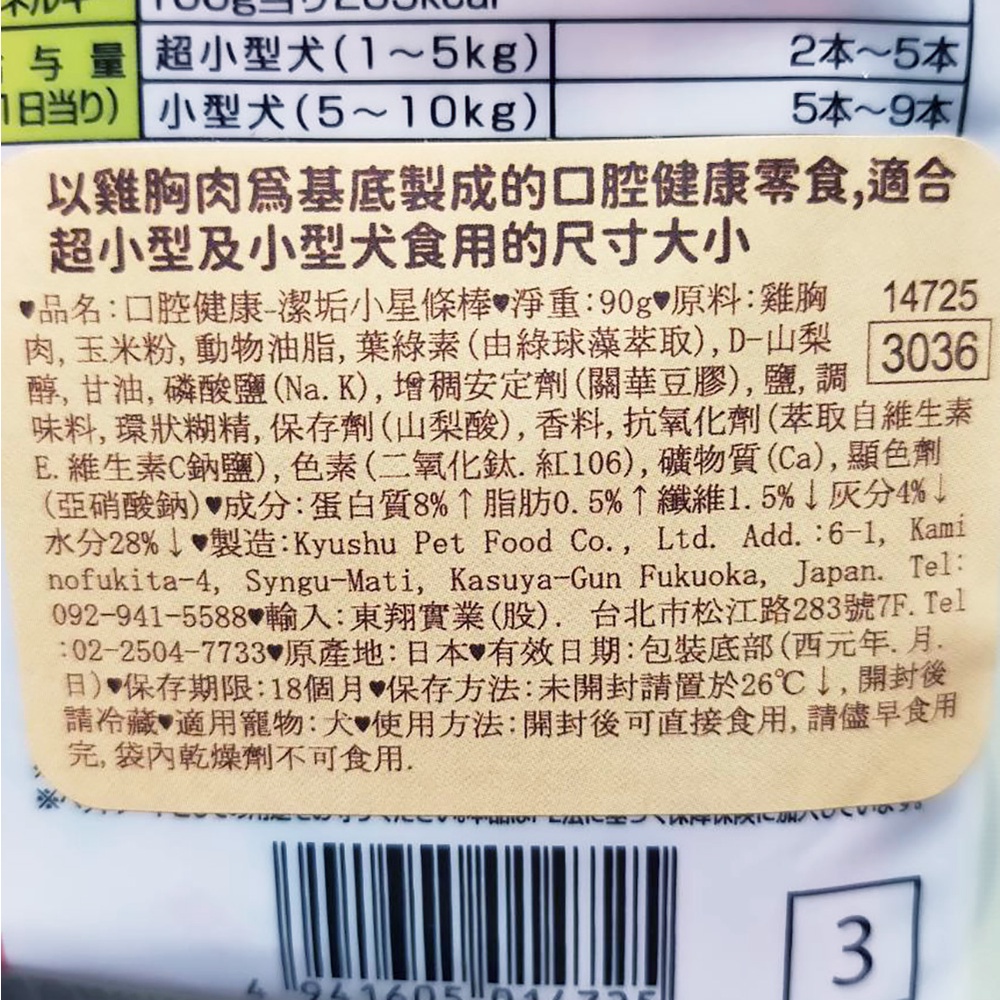 超小型犬(1～5kg) 2本～5本
与量
小型犬(5～10kg) 5本～9本
1日当り)
以雞胸肉為基底製成的口腔健康零食,適合
超小型及小型犬食用的尺寸大小
♥品名:口腔健康-潔垢小星條棒♥淨重:90g♥原料:雞胸
14725
肉,玉米粉,動物油脂,葉綠素(由綠球藻萃取),D-山梨
3036
醇,甘油,磷酸鹽(Na.K),增稠安定劑(關華豆膠),鹽,調
味料,環狀糊精,保存劑(山梨酸),香料,抗氧化劑(萃取自維生素
E.維生素C鈉鹽),色素(二氧化鈦.紅106),礦物質(Ca),顯色劑
(亞硝酸鈉)♥成分:蛋白質8%↑脂肪0.5%↑纖維1.5%↓灰分4%↓
水分28%↓♥製造:Kyushu Pet Food Co., Ltd. Add.:6-1, Kami
nofukita-4, Syngu-Mati, Kasuya-Gun Fukuoka, Japan. Tel:
092-941-5588♥輸入:東翔實業(股). 台北市松江路283號7F.Tel
:02-2504-7733♥原產地:日本♥有效日期:包裝底部(西元年.月.
日)♥保存期限:18個月♥保存方法:未開封請置於26℃↓,開封後
請冷藏♥適用寵物:犬♥使用方法:開封後可直接食用,請儘早食用
完,袋內乾燥劑不可食用.
3
4 941605 014725